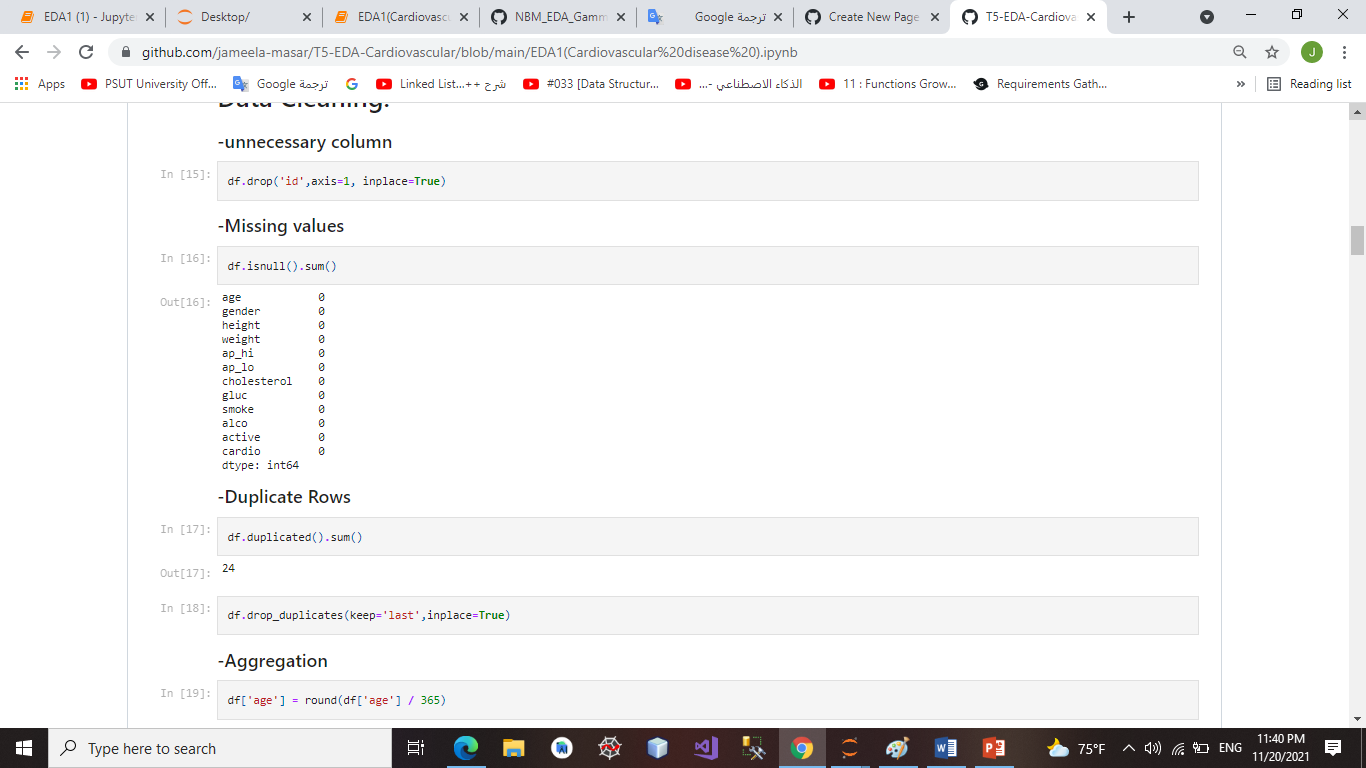 EDA1 (1) - Jupyte
Desktop/
EDA1(Cardiovasc
NBM_EDA_Gamm
ترجمة Google
Create New Page
T5-EDA-Cardiova
github.com/jameela-masar/T5-EDA-Cardiovascular/blob/main/EDA1(Cardiovascular%20disease%20).ipynb
J
Apps
PSUT University Off...
ترجمة Google
Linked List...++شرح
#033 [Data Structur...
الذكاء الاصطناعي -...
11 : Functions Grow...
Requirements Gath...
»
Reading list
Data Cleaning:
-unnecessary column
In [15]: df.drop('id',axis=1, inplace=True)
-Missing values
In [16]: df.isnull().sum()
Out[16]: age 0
gender 0
height 0
weight 0
ap_hi 0
ap_lo 0
cholesterol 0
gluc 0
smoke 0
alco 0
active 0
cardio 0
dtype: int64
-Duplicate Rows
In [17]: df.duplicated().sum()
Out[17]: 24
In [18]: df.drop_duplicates(keep='last',inplace=True)
-Aggregation
In [19]: df['age'] = round(df['age'] / 365)
Type here to search
75°F
ENG
11:40 PM
11/20/2021